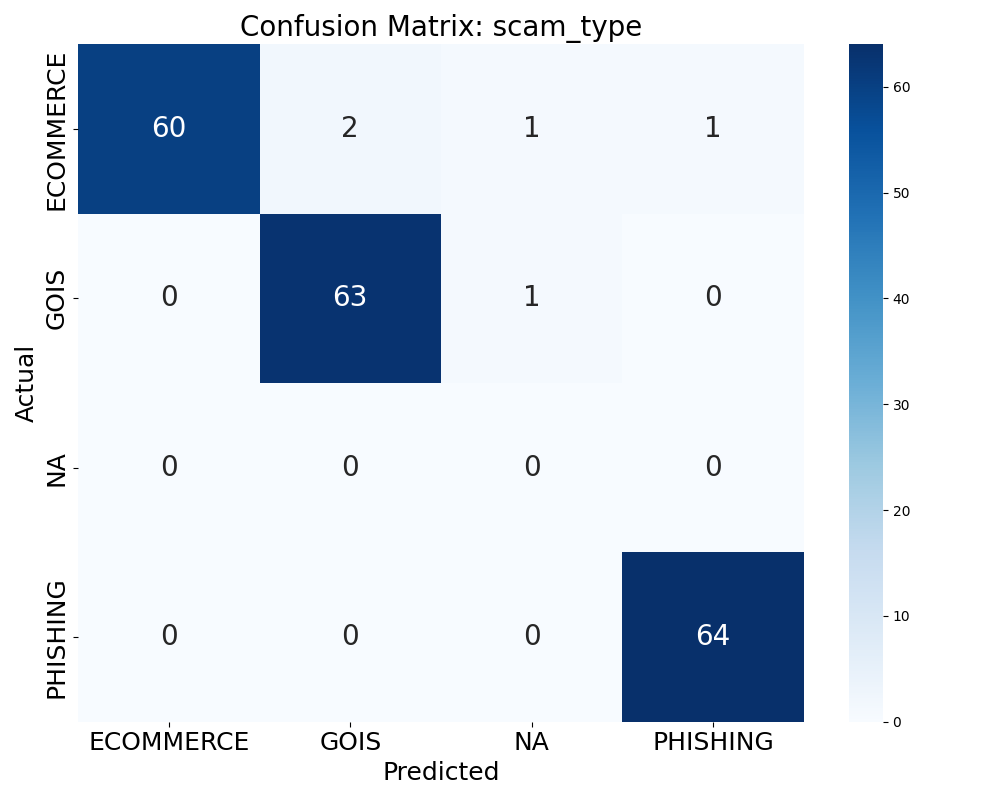 Confusion Matrix: scam_type
Actual
ECOMMERCE
60 2 1 1
GOIS
0 63 1 0
NA
0 0 0 0
PHISHING
0 0 0 64
ECOMMERCE GOIS NA PHISHING
Predicted
60
50
40
30
20
10
0